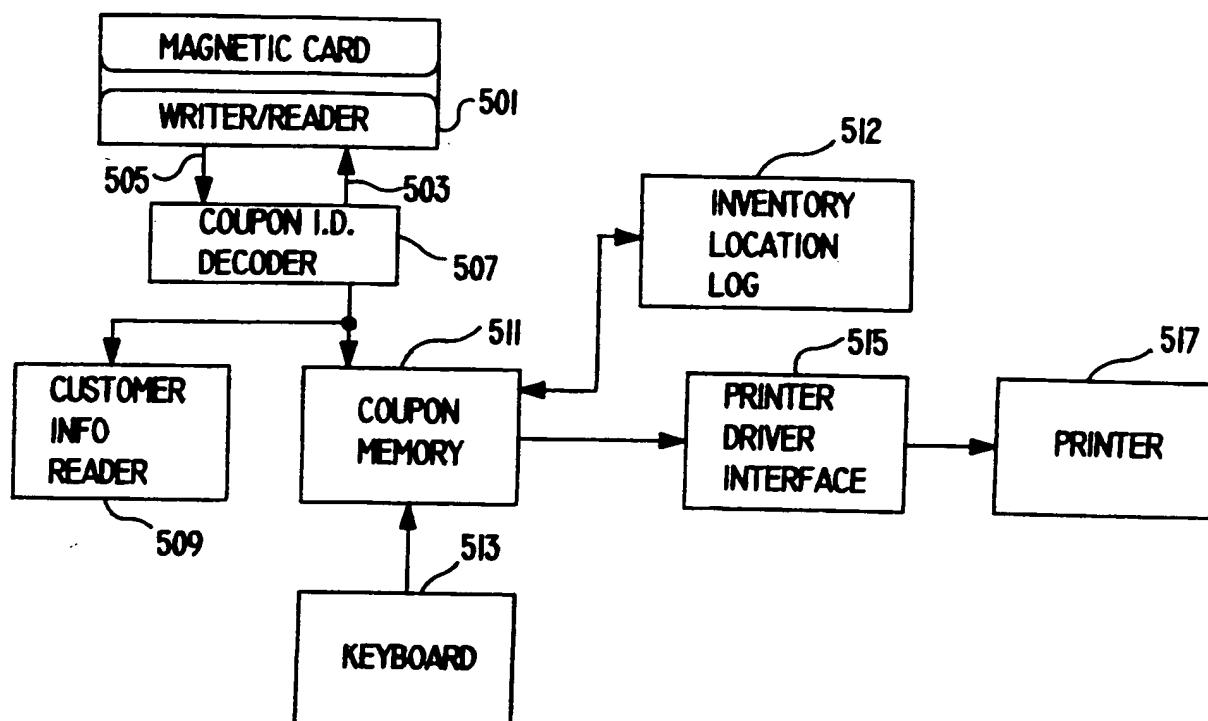 MAGNETIC CARD
WRITER/READER
501
505
503
COUPON I.D.
DECODER
507
512
INVENTORY
LOCATION
LOG
511
515
517
CUSTOMER
INFO
READER
COUPON
MEMORY
PRINTER
DRIVER
INTERFACE
PRINTER
509
513
KEYBOARD